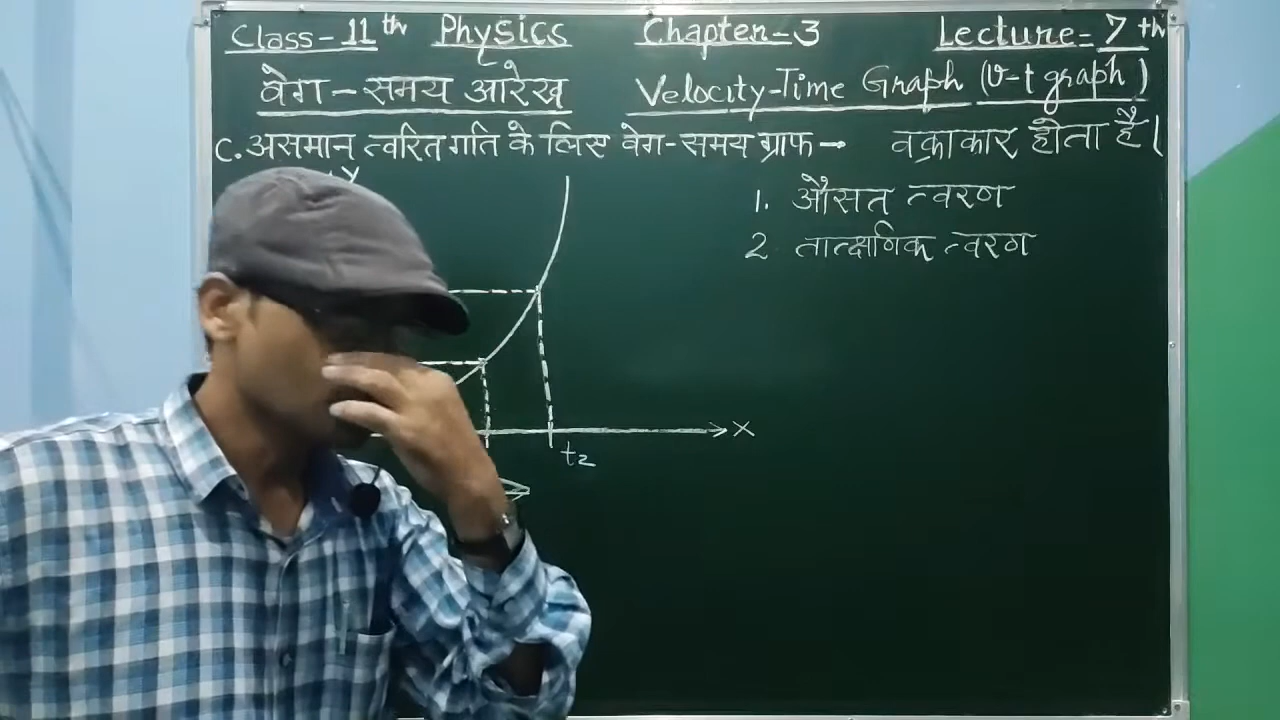 Class-11th Physics Chapter-3 Lecture-7th
वेग-समय आरेख Velocity-Time Graph (v-t graph)
C. असमान त्वरित गति के लिए वेग-समय ग्राफ→ वक्राकार होता है।
Y
1. औसत त्वरण
2. तात्क्षणिक त्वरण
X
t2